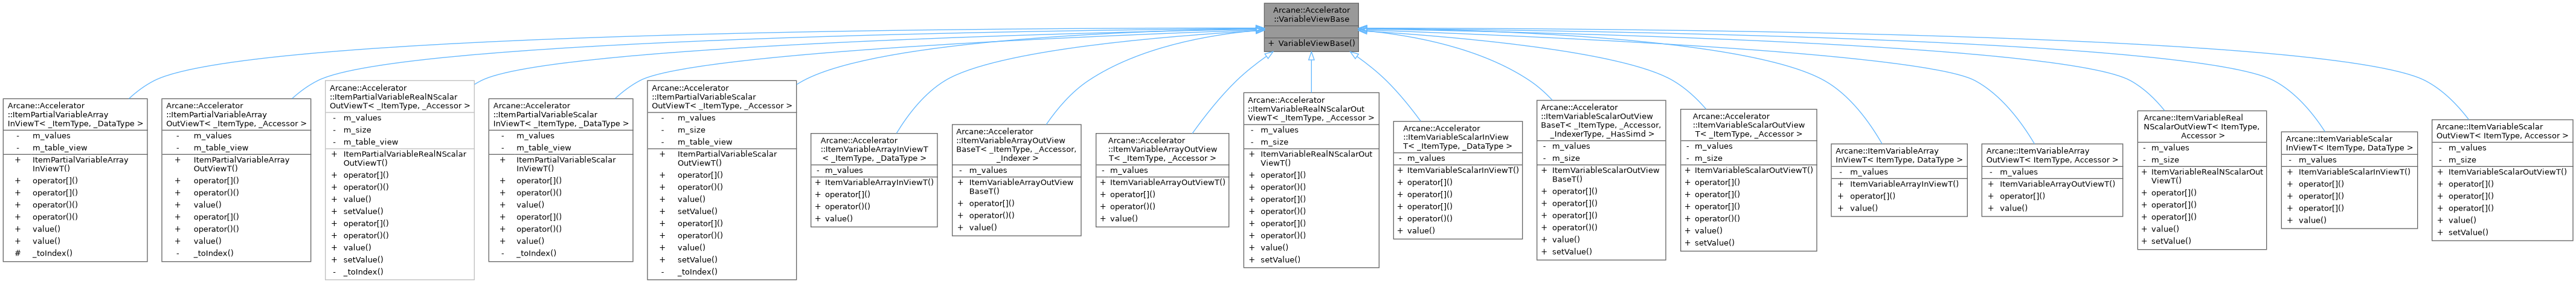 Arcane::Accelerator
::VariableViewBase
+ VariableViewBase()
Arcane::Accelerator
::ItemPartialVariableArray
InViewT< _ItemType, _DataType >
- m_values
- m_table_view
+ ItemPartialVariableArray
InViewT()
+ operator[]()
+ operator[]()
+ operator()()
+ operator()()
+ value()
+ value()
# _toIndex()
Arcane::Accelerator
::ItemPartialVariableArray
OutViewT< _ItemType, _Accessor >
- m_values
- m_table_view
+ ItemPartialVariableArray
OutViewT()
+ operator[]()
+ operator()()
+ value()
+ operator[]()
+ operator()()
+ value()
- _toIndex()
Arcane::Accelerator
::ItemPartialVariableRealNScalar
OutViewT< _ItemType, _Accessor >
- m_values
- m_size
- m_table_view
+ ItemPartialVariableRealNScalar
OutViewT()
+ operator[]()
+ operator()()
+ value()
+ setValue()
+ operator[]()
+ operator()()
+ value()
+ setValue()
- _toIndex()
Arcane::Accelerator
::ItemPartialVariableScalar
InViewT< _ItemType, _DataType >
- m_values
- m_table_view
+ ItemPartialVariableScalar
InViewT()
+ operator[]()
+ operator()()
+ value()
+ operator[]()
+ operator()()
+ value()
- _toIndex()
Arcane::Accelerator
::ItemPartialVariableScalar
OutViewT< _ItemType, _Accessor >
- m_values
- m_size
- m_table_view
+ ItemPartialVariableScalar
OutViewT()
+ operator[]()
+ operator()()
+ value()
+ setValue()
+ operator[]()
+ operator()()
+ value()
+ setValue()
- _toIndex()
Arcane::Accelerator
::ItemVariableArrayInViewT
< _ItemType, _DataType >
- m_values
+ ItemVariableArrayInViewT()
+ operator[]()
+ operator()()
+ value()
Arcane::Accelerator
::ItemVariableArrayOutView
BaseT< _ItemType, _Accessor,
_Indexer >
- m_values
+ ItemVariableArrayOutView
BaseT()
+ operator[]()
+ operator()()
+ value()
Arcane::Accelerator
::ItemVariableArrayOutView
T< _ItemType, _Accessor >
- m_values
+ ItemVariableArrayOutViewT()
+ operator[]()
+ operator()()
+ value()
Arcane::Accelerator
::ItemVariableRealNScalarOut
ViewT< _ItemType, _Accessor >
- m_values
- m_size
+ ItemVariableRealNScalarOut
ViewT()
+ operator[]()
+ operator()()
+ operator[]()
+ operator()()
+ operator[]()
+ operator()()
+ value()
+ setValue()
Arcane::Accelerator
::ItemVariableScalarInView
T< _ItemType, _DataType >
- m_values
+ ItemVariableScalarInViewT()
+ operator[]()
+ operator[]()
+ operator[]()
+ operator()()
+ value()
Arcane::Accelerator
::ItemVariableScalarOutView
BaseT< _ItemType, _Accessor,
_IndexerType, _HasSimd >
- m_values
- m_size
+ ItemVariableScalarOutView
BaseT()
+ operator[]()
+ operator[]()
+ operator[]()
+ operator()()
+ value()
+ setValue()
Arcane::Accelerator
::ItemVariableScalarOutView
T< _ItemType, _Accessor >
- m_values
- m_size
+ ItemVariableScalarOutViewT()
+ operator[]()
+ operator[]()
+ operator[]()
+ operator()()
+ value()
+ setValue()
Arcane::ItemVariableArray
InViewT< ItemType, DataType >
- m_values
+ ItemVariableArrayInViewT()
+ operator[]()
+ value()
Arcane::ItemVariableArray
OutViewT< ItemType, Accessor >
- m_values
+ ItemVariableArrayOutViewT()
+ operator[]()
+ value()
Arcane::ItemVariableReal
NScalarOutViewT< ItemType,
Accessor >
- m_values
- m_size
+ ItemVariableRealNScalarOut
ViewT()
+ operator[]()
+ operator[]()
+ operator[]()
+ value()
+ setValue()
Arcane::ItemVariableScalar
InViewT< ItemType, DataType >
- m_values
+ ItemVariableScalarInViewT()
+ operator[]()
+ operator[]()
+ operator[]()
+ value()
Arcane::ItemVariableScalar
OutViewT< ItemType, Accessor >
- m_values
- m_size
+ ItemVariableScalarOutViewT()
+ operator[]()
+ operator[]()
+ operator[]()
+ value()
+ setValue()